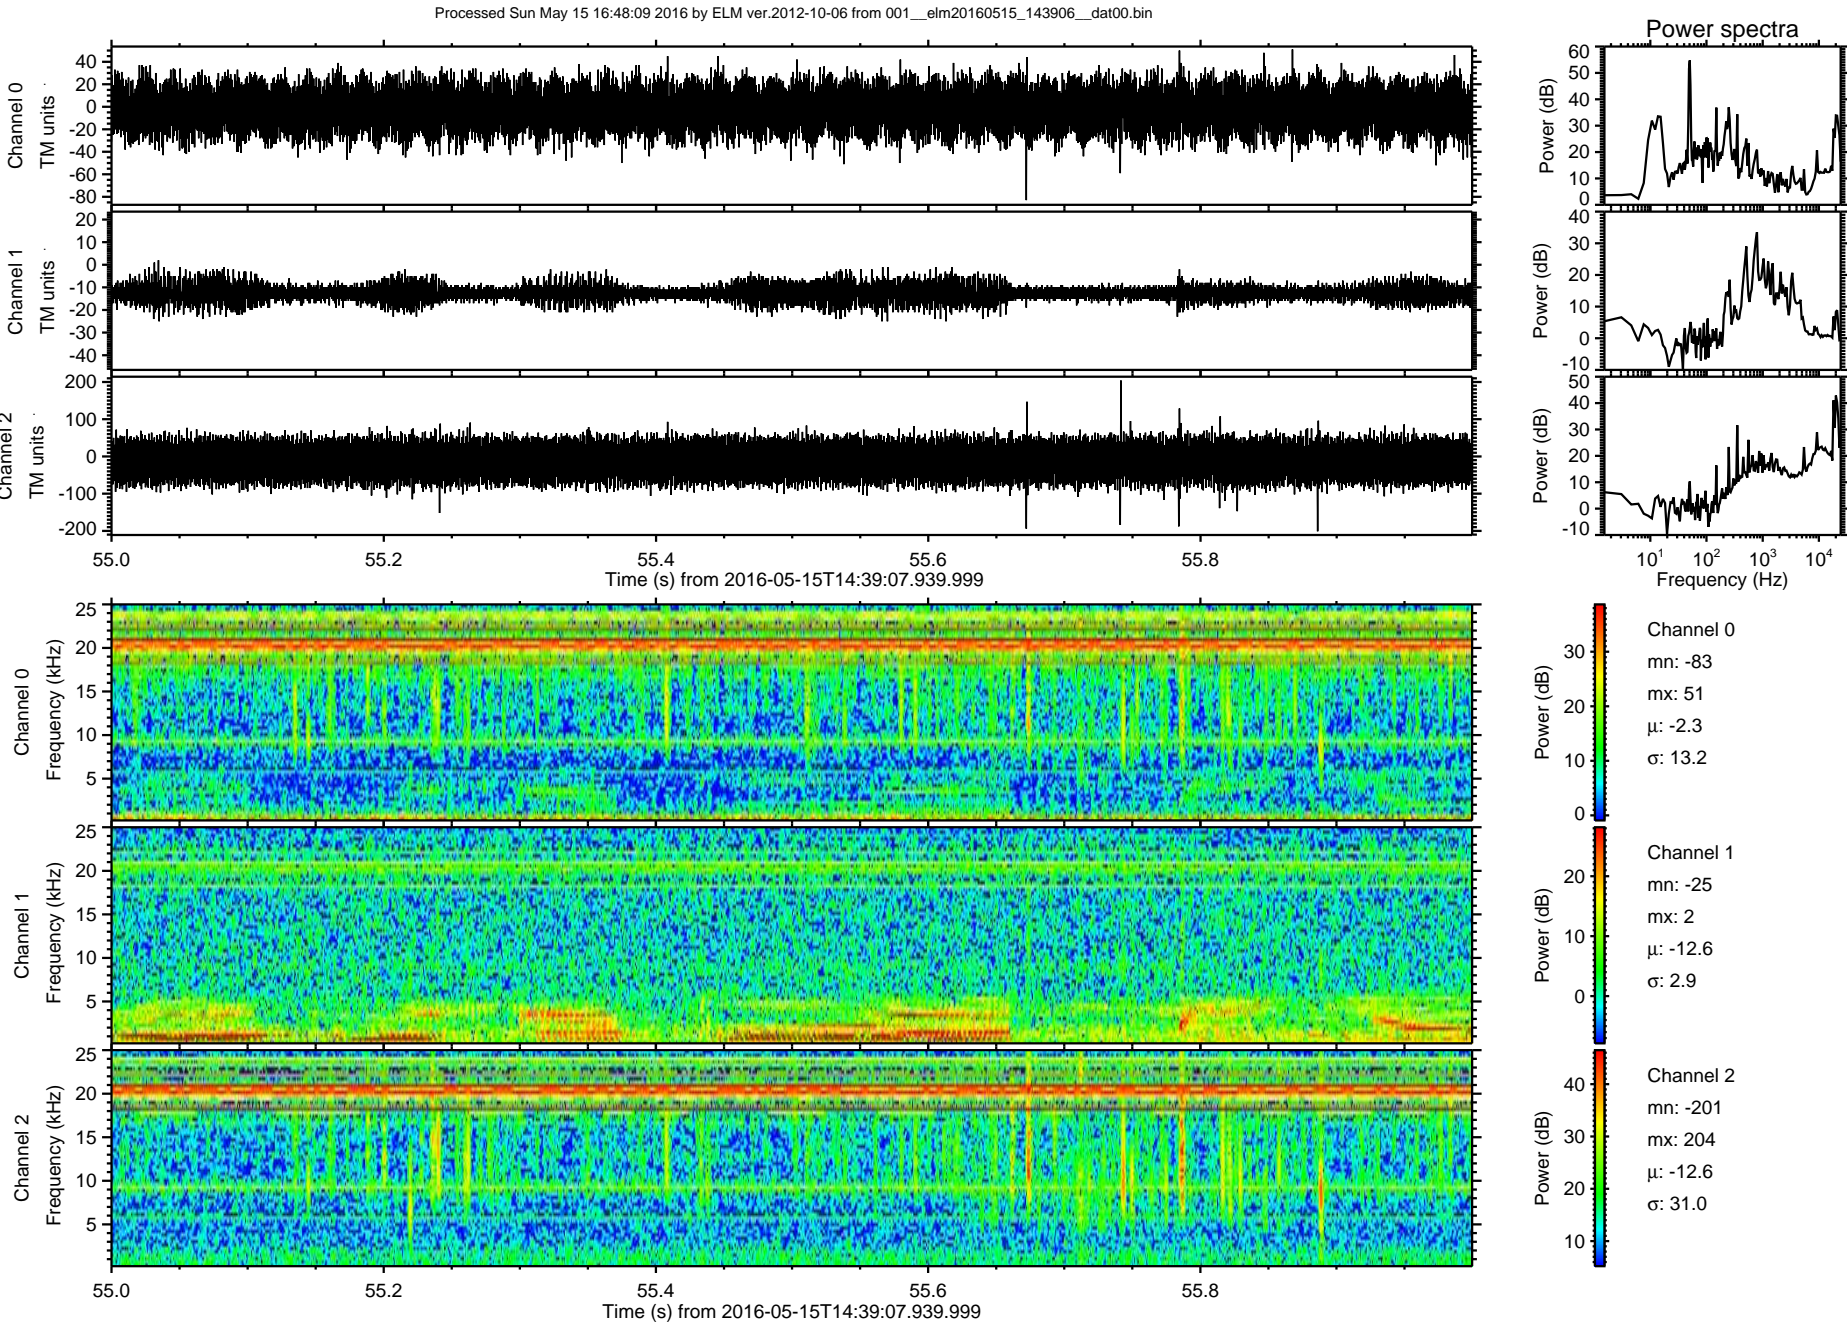 Processed Sun May 15 16:48:09 2016 by ELM ver.2012-10-06 from 001__elm20160515_143906__dat00.bin
Power spectra
Channel 0
TM units
40
20
0
-20
-40
-60
-80
Power (dB)
60
50
40
30
20
10
0
Channel 1
TM units
20
10
0
-10
-20
-30
-40
Power (dB)
40
30
20
10
0
-10
Channel 2
TM units
200
100
0
-100
-200
Power (dB)
50
40
30
20
10
0
-10
55.0 55.2 55.4 55.6 55.8
Time (s) from 2016-05-15T14:39:07.939.999
10^1 10^2 10^3 10^4
Frequency (Hz)
Channel 0
Frequency (kHz)
25
20
15
10
5
Power (dB)
30
20
10
0
Channel 0
mn: -83
mx: 51
μ: -2.3
σ: 13.2
Channel 1
Frequency (kHz)
25
20
15
10
5
Power (dB)
20
10
0
Channel 1
mn: -25
mx: 2
μ: -12.6
σ: 2.9
Channel 2
Frequency (kHz)
25
20
15
10
5
Power (dB)
40
30
20
10
Channel 2
mn: -201
mx: 204
μ: -12.6
σ: 31.0
55.0 55.2 55.4 55.6 55.8
Time (s) from 2016-05-15T14:39:07.939.999